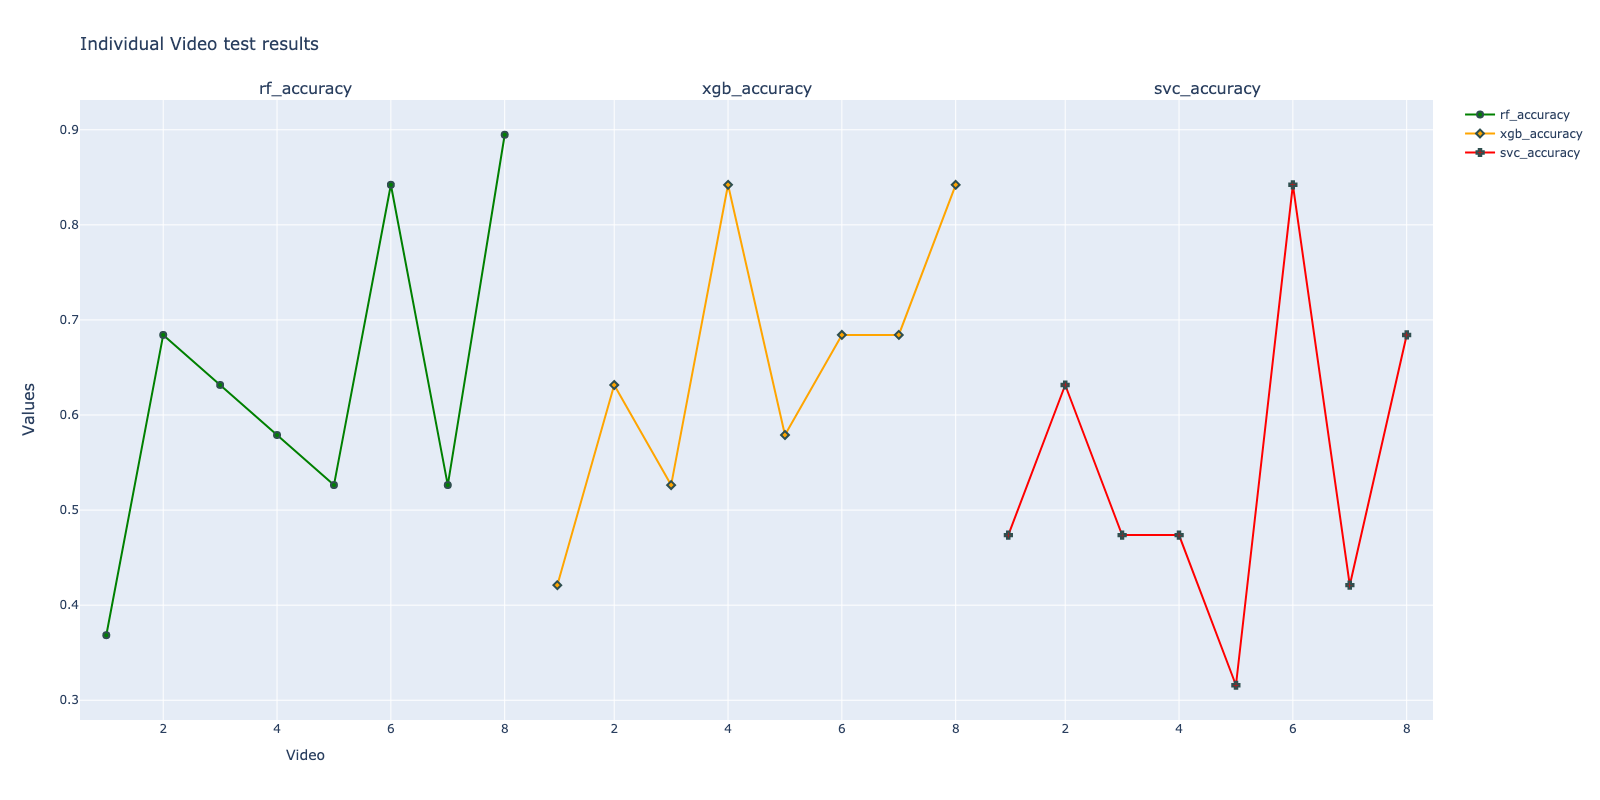 Individual Video test results
rf_accuracy
xgb_accuracy
svc_accuracy
rf_accuracy
xgb_accuracy
svc_accuracy
0.9
0.8
0.7
0.6
0.5
0.4
0.3
Values
2 4 6 8
2 4 6 8
2 4 6 8
Video